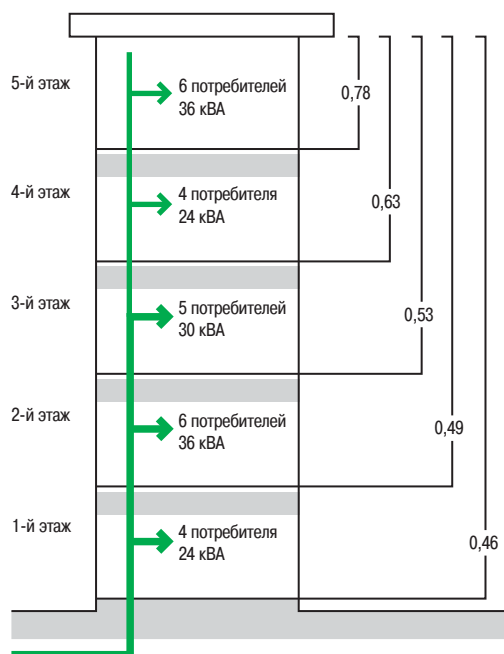 5-й этаж
6 потребителей
36 кВА
0,78
4-й этаж
4 потребителя
24 кВА
0,63
3-й этаж
5 потребителей
30 кВА
0,53
2-й этаж
6 потребителей
36 кВА
0,49
1-й этаж
4 потребителя
24 кВА
0,46